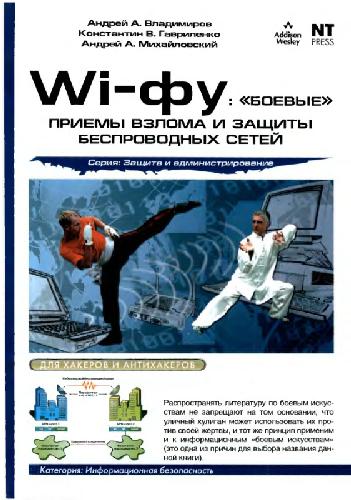 Андрей А. Владимиров
Константин В. Гавриленко
Андрей А. Михайловский
Addison
Wesley
NT
PRESS
Wi-фу: «БОЕВЫЕ»
ПРИЕМЫ ВЗЛОМА И ЗАЩИТЫ
БЕСПРОВОДНЫХ СЕТЕЙ
Серия: Защита и администрирование
ДЛЯ ХАКЕРОВ И АНТИХАКЕРОВ
Распространять литературу по боевым искус-
ствам не запрещают на том основании, что
уличный хулиган может использовать их про-
тив своей жертвы, и тот же принцип применим
и к информационным «боевым искусствам»
(это одна из причин для выбора названия дан-
ной книги).
Категория: Информационная безопасность